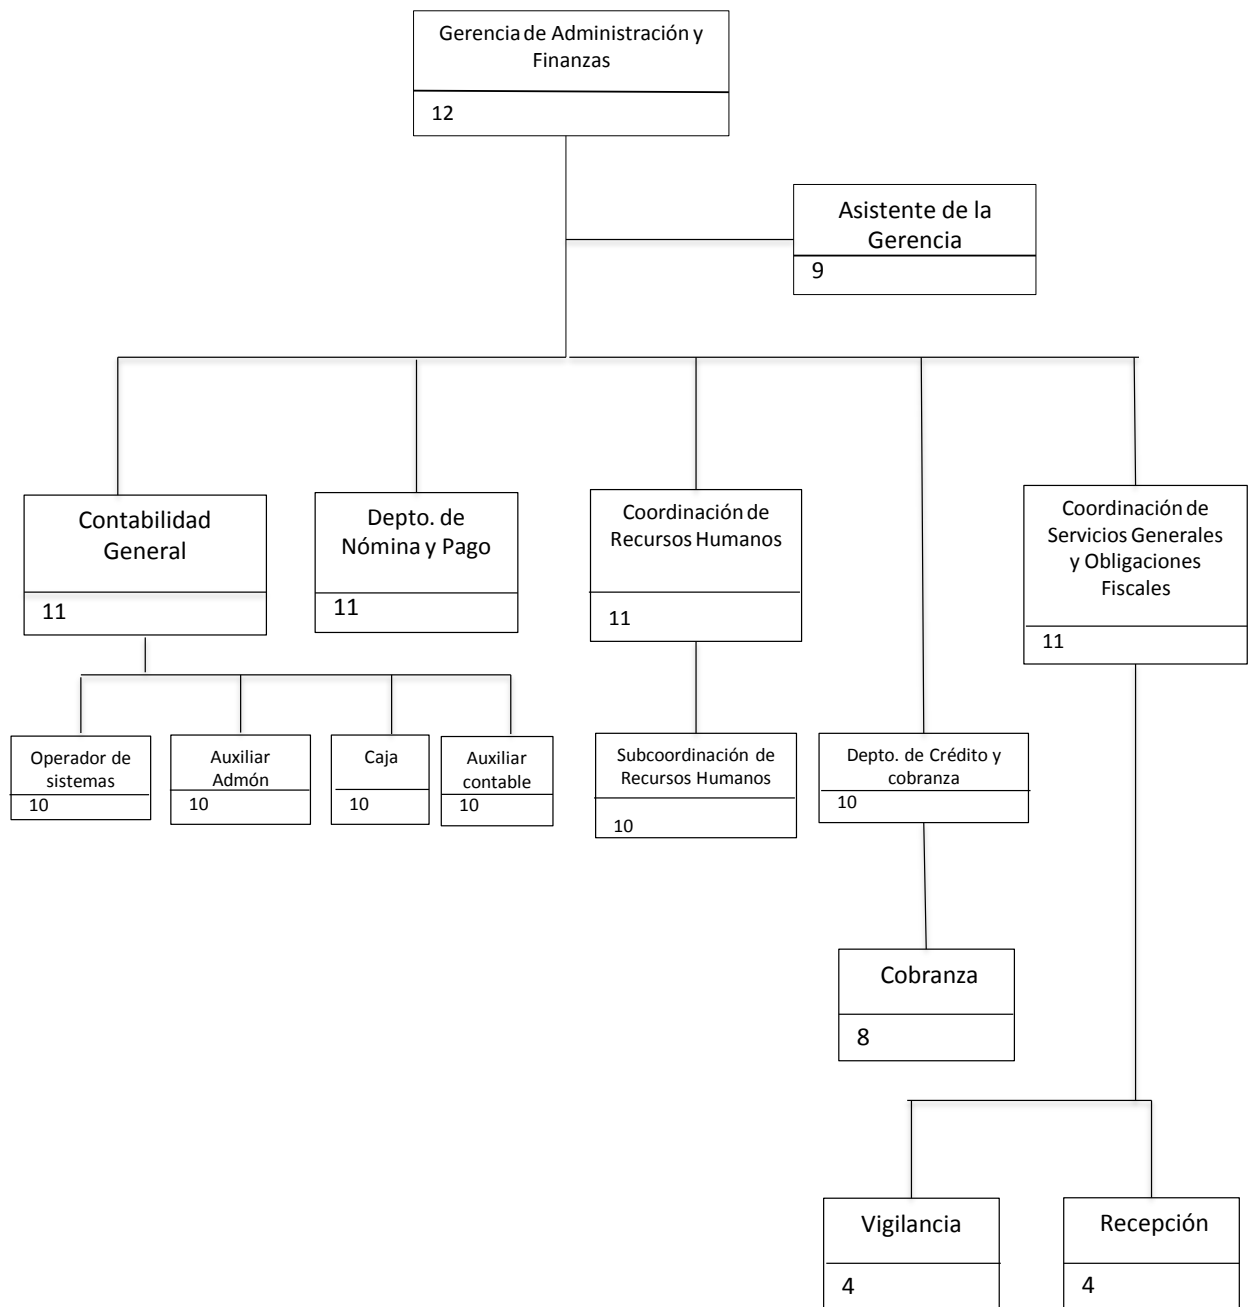 Gerencia de Administración y
Finanzas
12
Asistente de la
Gerencia
9
Contabilidad
General
11
Depto. de
Nómina y Pago
11
Coordinación de
Recursos Humanos
11
Coordinación de
Servicios Generales
y Obligaciones
Fiscales
11
Operador de
sistemas
10
Auxiliar
Admón
10
Caja
10
Auxiliar
contable
10
Subcoordinación de
Recursos Humanos
10
Depto. de Crédito y
cobranza
10
Cobranza
8
Vigilancia
4
Recepción
4